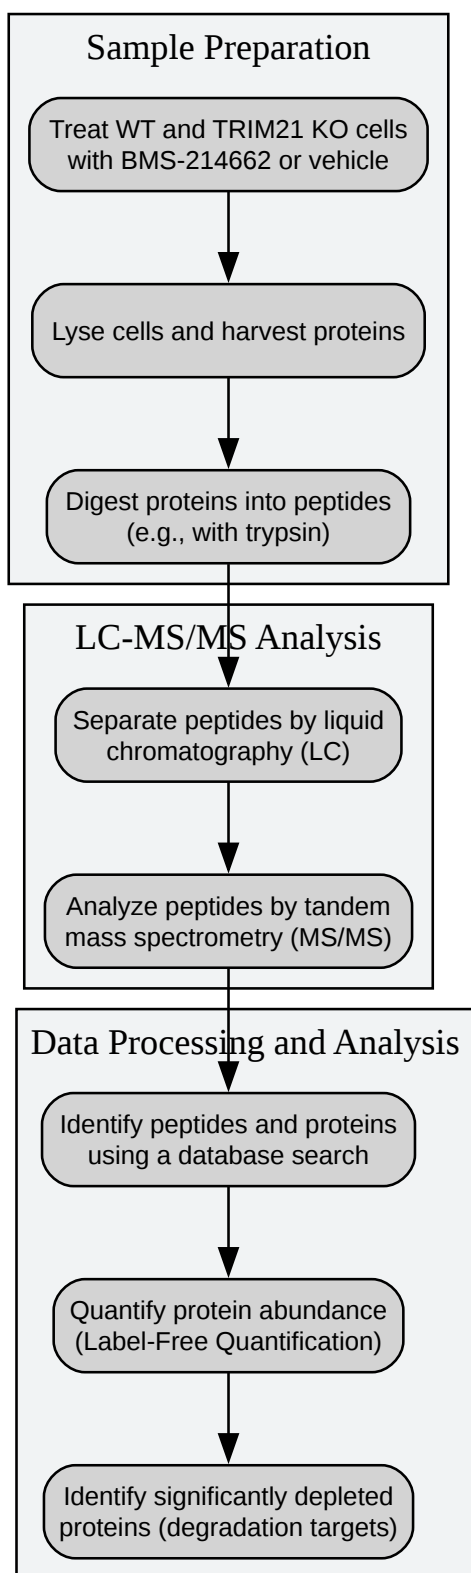 Sample Preparation
Treat WT and TRIM21 KO cells
with BMS-214662 or vehicle
Lyse cells and harvest proteins
Digest proteins into peptides
(e.g., with trypsin)
LC-MS/MS Analysis
Separate peptides by liquid
chromatography (LC)
Analyze peptides by tandem
mass spectrometry (MS/MS)
Data Processing and Analysis
Identify peptides and proteins
using a database search
Quantify protein abundance
(Label-Free Quantification)
Identify significantly depleted
proteins (degradation targets)